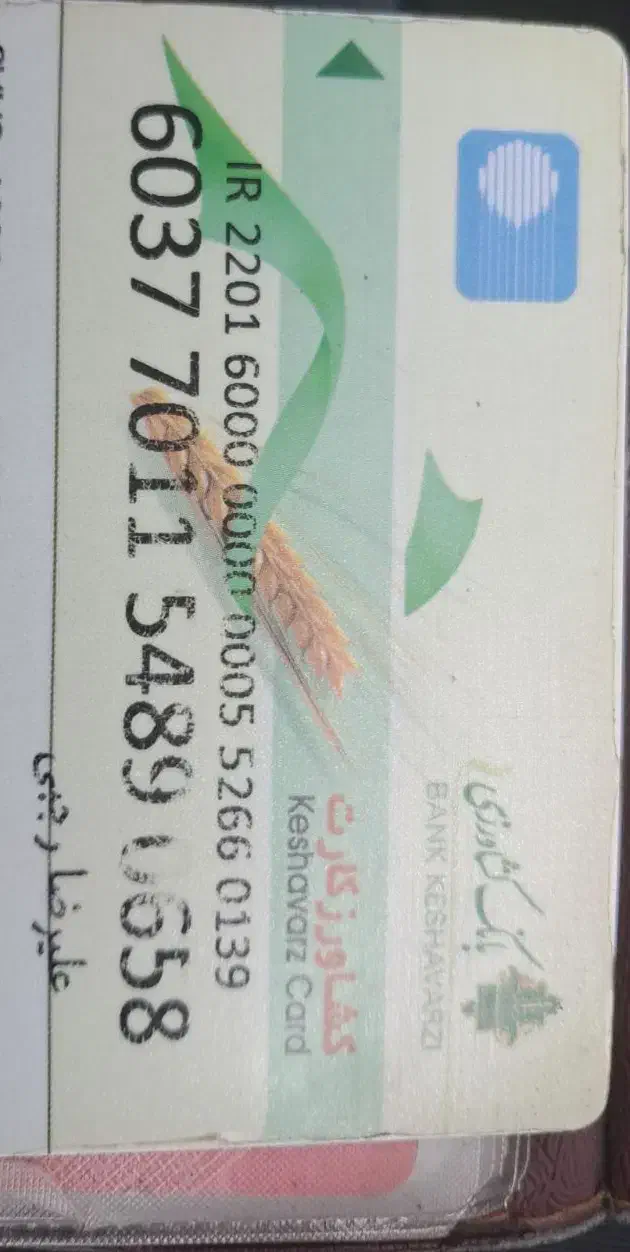 بانک کشاورزی
BANK KESHAVARZI
کشاورز کارت
Keshavarz Card
IR 2201 6000 0000 0005 5266 0139
6037 7011 5489 0658
علیرضا رجبی